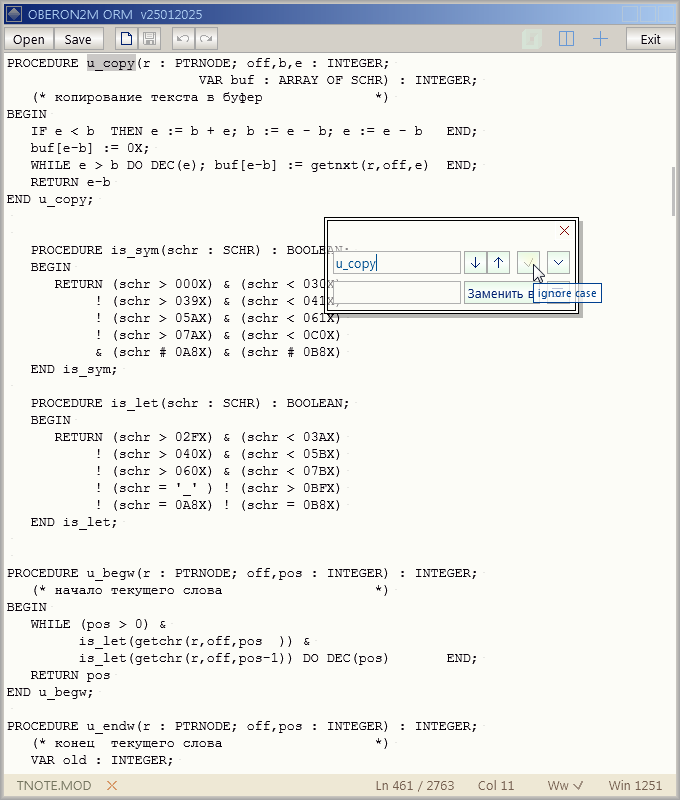 OBERON2M ORM v25012025
Open Save Exit
PROCEDURE u_copy(r : PTRNODE; off,b,e : INTEGER;
VAR buf : ARRAY OF SCHR) : INTEGER;
(* копирование текста в буфер *)
BEGIN
IF e < b THEN e := b + e; b := e - b; e := e - b END;
buf[e-b] := 0X;
WHILE e > b DO DEC(e); buf[e-b] := getnxt(r,off,e) END;
RETURN e-b
END u_copy;
PROCEDURE is_sym(schr : SCHR) : BOOLEAN;
BEGIN
RETURN (schr > 000X) & (schr < 030X)
! (schr > 039X) & (schr < 041X)
! (schr > 05AX) & (schr < 061X)
! (schr > 07AX) & (schr < 0C0X)
& (schr # 0A8X) & (schr # 0B8X)
END is_sym;
u_copy
Заменить в
ignore case
PROCEDURE is_let(schr : SCHR) : BOOLEAN;
BEGIN
RETURN (schr > 02FX) & (schr < 03AX)
! (schr > 040X) & (schr < 05BX)
! (schr > 060X) & (schr < 07BX)
! (schr = '_' ) ! (schr > 0BFX)
! (schr = 0A8X) ! (schr = 0B8X)
END is_let;
PROCEDURE u_begw(r : PTRNODE; off,pos : INTEGER) : INTEGER;
(* начало текущего слова *)
BEGIN
WHILE (pos > 0) &
is_let(getchr(r,off,pos )) &
is_let(getchr(r,off,pos-1)) DO DEC(pos) END;
RETURN pos
END u_begw;
PROCEDURE u_endw(r : PTRNODE; off,pos : INTEGER) : INTEGER;
(* конец текущего слова *)
VAR old : INTEGER;
TNOTE.MOD Ln 461 / 2763 Col 11 Ww ✓ Win 1251